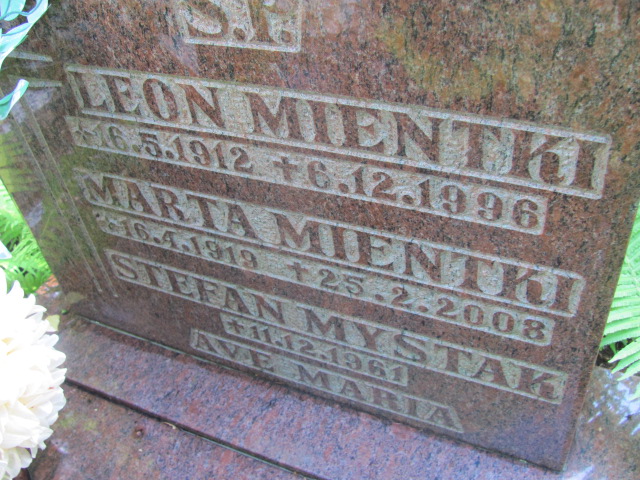 Ś.P.
LEON MIENTKI
*16.5.1912 †6.12.1996
MARTA MIENTKI
*16.4.1919 †25.2.2008
STEFAN MYSTAK
†11.12.1961
AVE MARIA